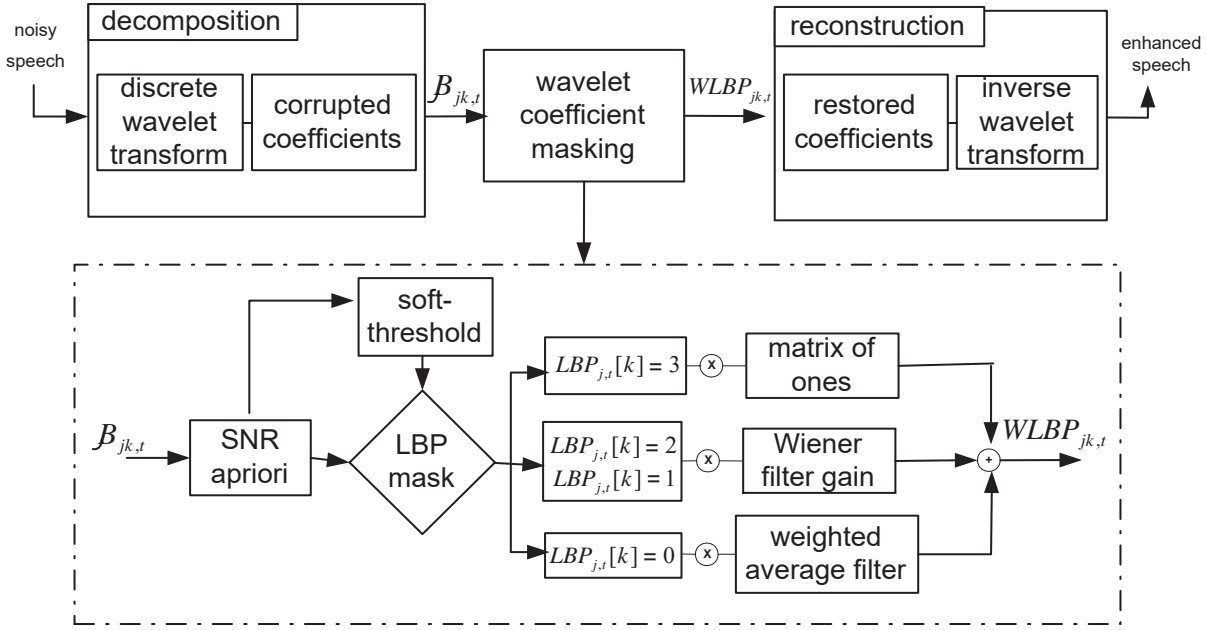 noisy
speech
decomposition
discrete
wavelet
transform
corrupted
coefficients
β_{jk,t}
wavelet
coefficient
masking
WLBP_{jk,t}
reconstruction
restored
coefficients
inverse
wavelet
transform
enhanced
speech
β_{jk,t}
SNR
apriori
soft-
threshold
LBP
mask
LBP_{j,t}[k] = 3
x
matrix of
ones
LBP_{j,t}[k] = 2
LBP_{j,t}[k] = 1
x
Wiener
filter gain
LBP_{j,t}[k] = 0
x
weighted
average filter
+
WLBP_{jk,t}